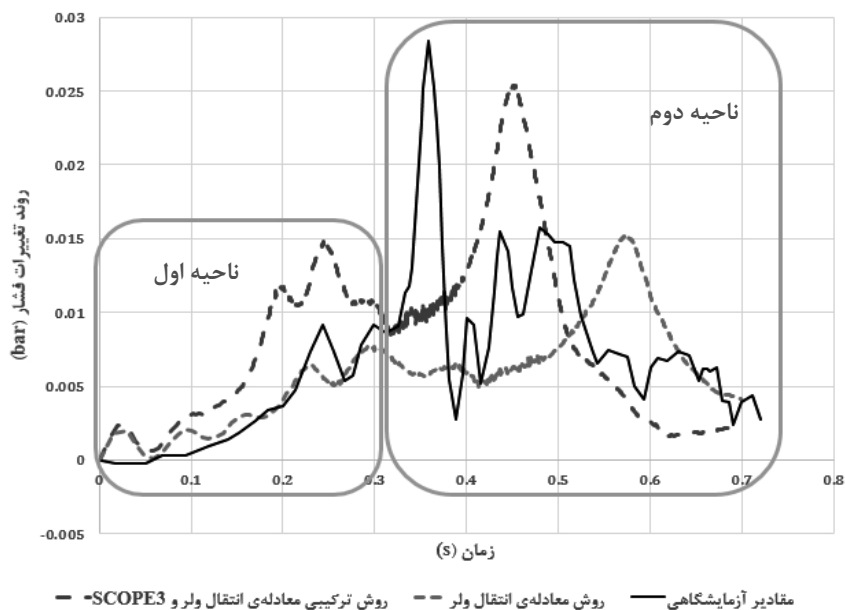 0.03
0.025
0.02
0.015
0.01
0.005
0
-0.005
روند تغییرات فشار (bar)
ناحیه اول
ناحیه دوم
0 0.1 0.2 0.3 0.4 0.5 0.6 0.7 0.8
زمان (s)
مقادیر آزمایشگاهی
روش معادله‌ی انتقال ولر
روش ترکیبی معادله‌ی انتقال ولر و SCOPE3